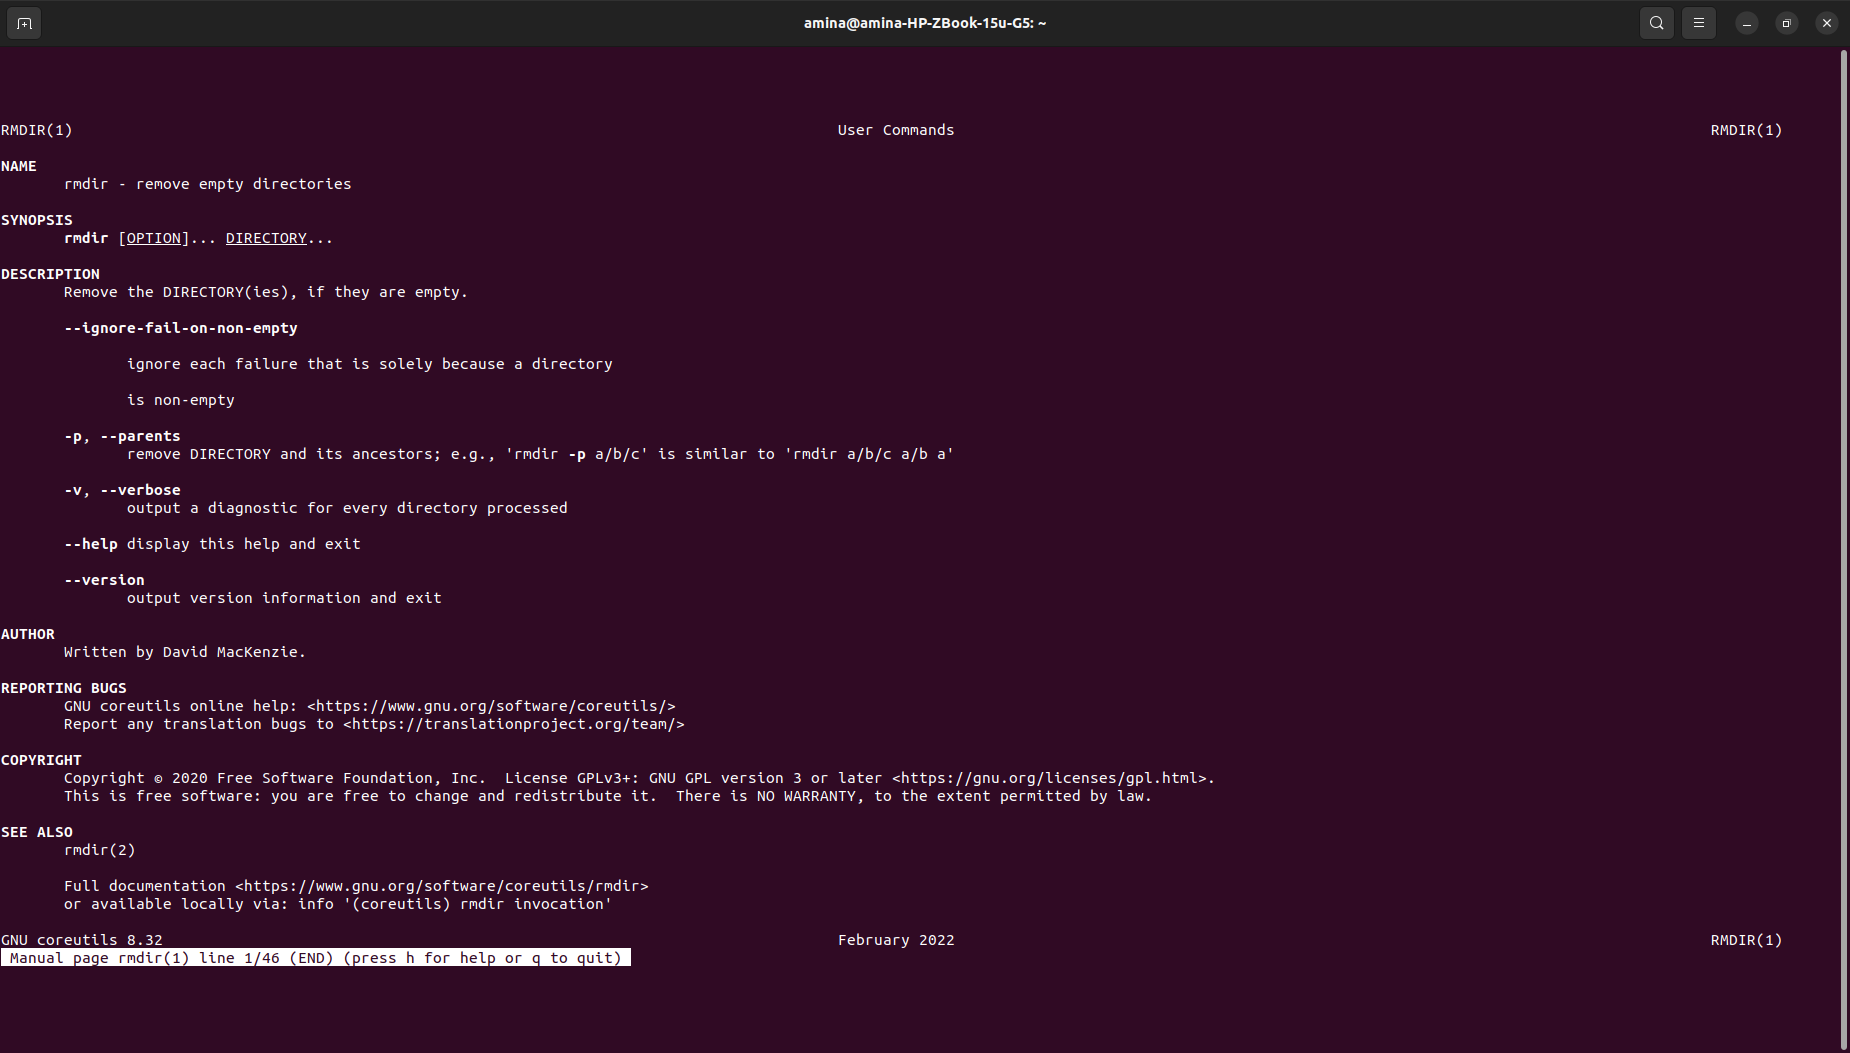 amina@amina-HP-ZBook-15u-G5: ~
RMDIR(1) User Commands RMDIR(1)
NAME
rmdir - remove empty directories
SYNOPSIS
rmdir [OPTION]... DIRECTORY...
DESCRIPTION
Remove the DIRECTORY(ies), if they are empty.
--ignore-fail-on-non-empty
ignore each failure that is solely because a directory
is non-empty
-p, --parents
remove DIRECTORY and its ancestors; e.g., 'rmdir -p a/b/c' is similar to 'rmdir a/b/c a/b a'
-v, --verbose
output a diagnostic for every directory processed
--help display this help and exit
--version
output version information and exit
AUTHOR
Written by David MacKenzie.
REPORTING BUGS
GNU coreutils online help: <https://www.gnu.org/software/coreutils/>
Report any translation bugs to <https://translationproject.org/team/>
COPYRIGHT
Copyright © 2020 Free Software Foundation, Inc.  License GPLv3+: GNU GPL version 3 or later <https://gnu.org/licenses/gpl.html>.
This is free software: you are free to change and redistribute it.  There is NO WARRANTY, to the extent permitted by law.
SEE ALSO
rmdir(2)
Full documentation <https://www.gnu.org/software/coreutils/rmdir>
or available locally via: info '(coreutils) rmdir invocation'
GNU coreutils 8.32 February 2022 RMDIR(1)
Manual page rmdir(1) line 1/46 (END) (press h for help or q to quit)